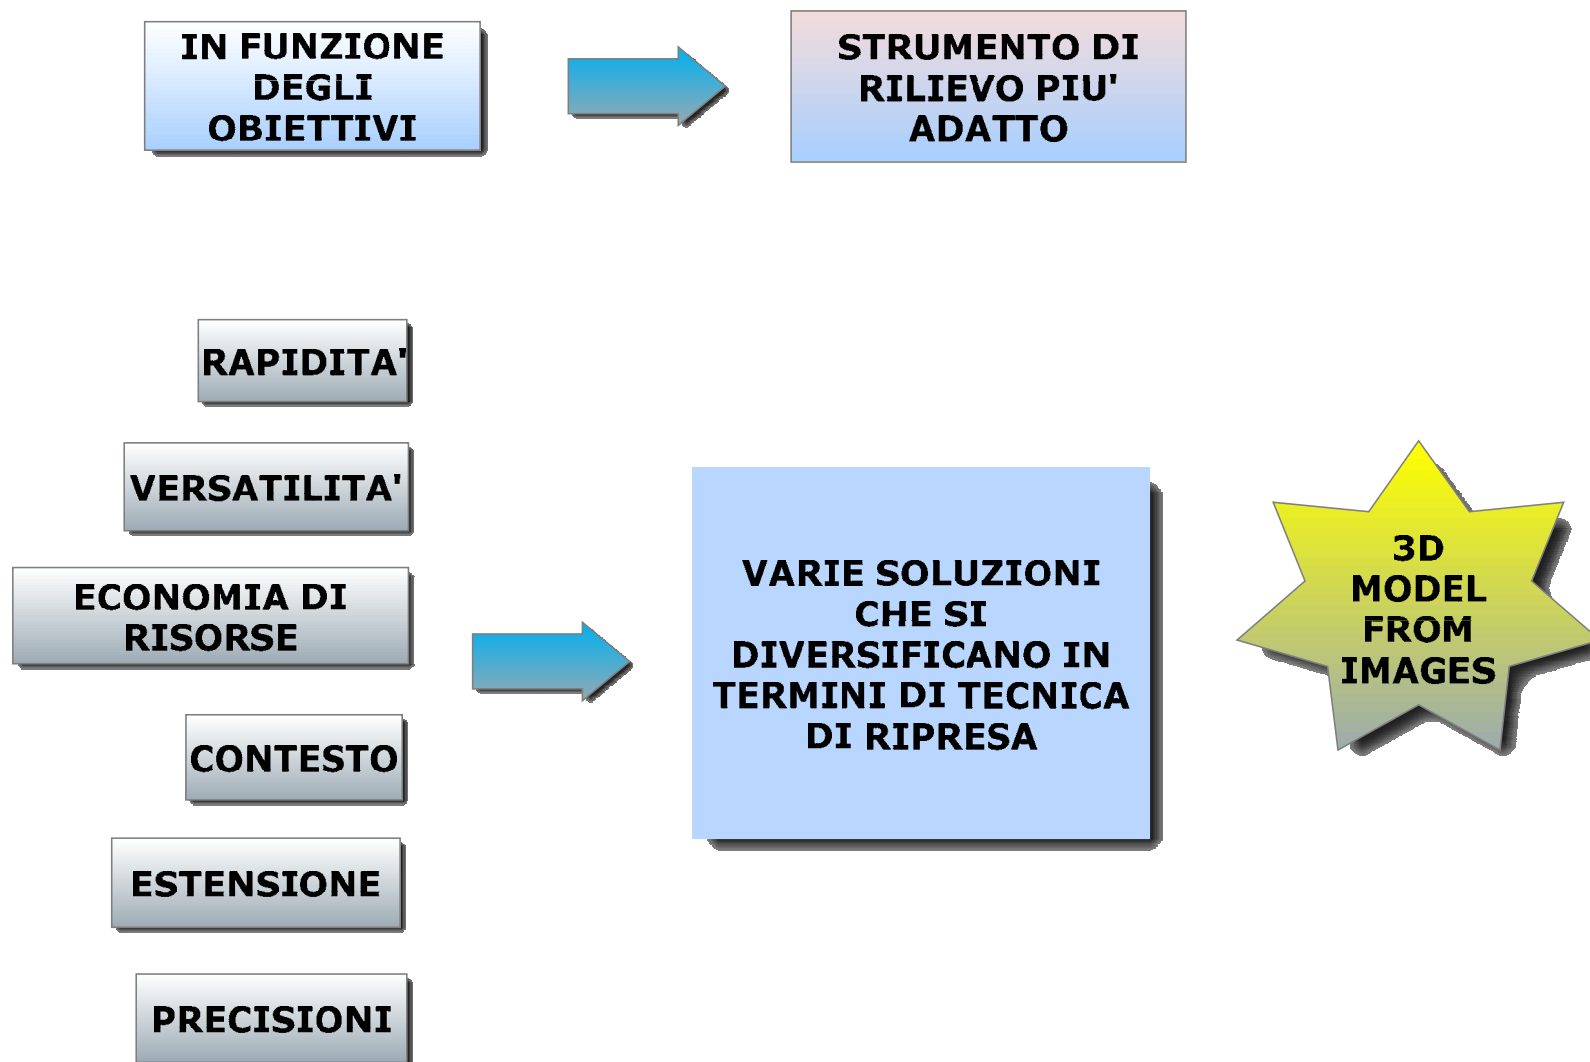 IN FUNZIONE
DEGLI
OBIETTIVI
STRUMENTO DI
RILIEVO PIU'
ADATTO
RAPIDITA'
VERSATILITA'
ECONOMIA DI
RISORSE
CONTESTO
ESTENSIONE
PRECISIONI
VARIE SOLUZIONI
CHE SI
DIVERSIFICANO IN
TERMINI DI TECNICA
DI RIPRESA
3D
MODEL
FROM
IMAGES